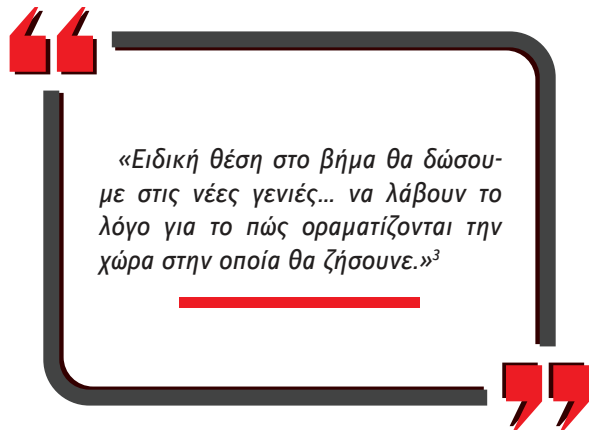 «Ειδική θέση στο βήμα θα δώσου-
με στις νέες γενιές... να λάβουν το
λόγο για το πώς οραματίζονται την
χώρα στην οποία θα ζήσουνε.»³